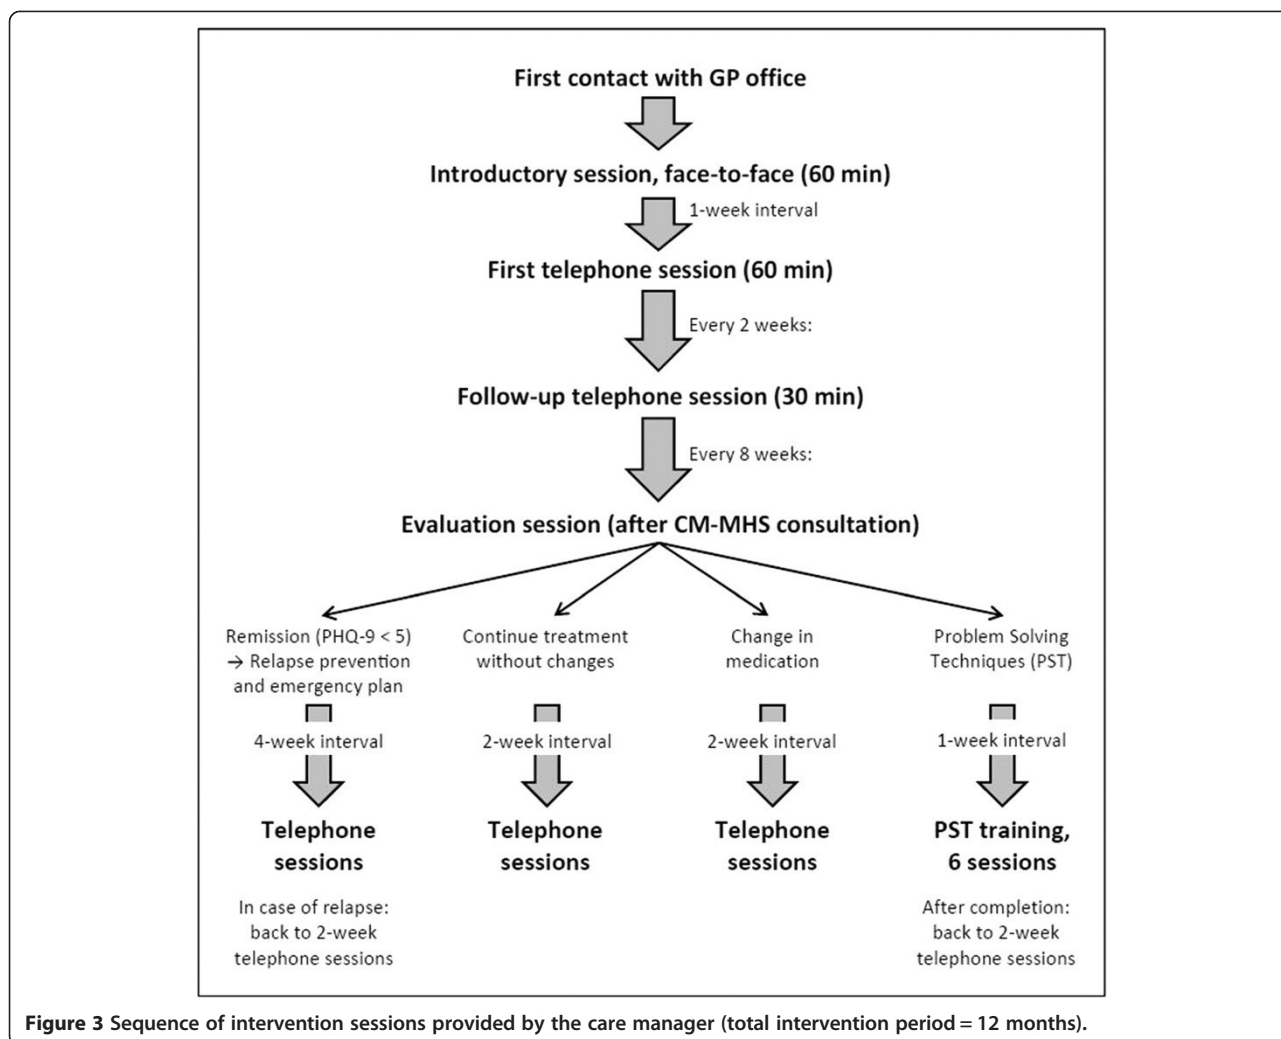 First contact with GP office
Introductory session, face-to-face (60 min)
1-week interval
First telephone session (60 min)
Every 2 weeks:
Follow-up telephone session (30 min)
Every 8 weeks:
Evaluation session (after CM-MHS consultation)
Remission (PHQ-9 < 5)
→ Relapse prevention
and emergency plan
4-week interval
Telephone
sessions
In case of relapse:
back to 2-week
telephone sessions
Continue treatment
without changes
2-week interval
Telephone
sessions
Change in
medication
2-week interval
Telephone
sessions
Problem Solving
Techniques (PST)
1-week interval
PST training,
6 sessions
After completion:
back to 2-week
telephone sessions
Figure 3 Sequence of intervention sessions provided by the care manager (total intervention period = 12 months).